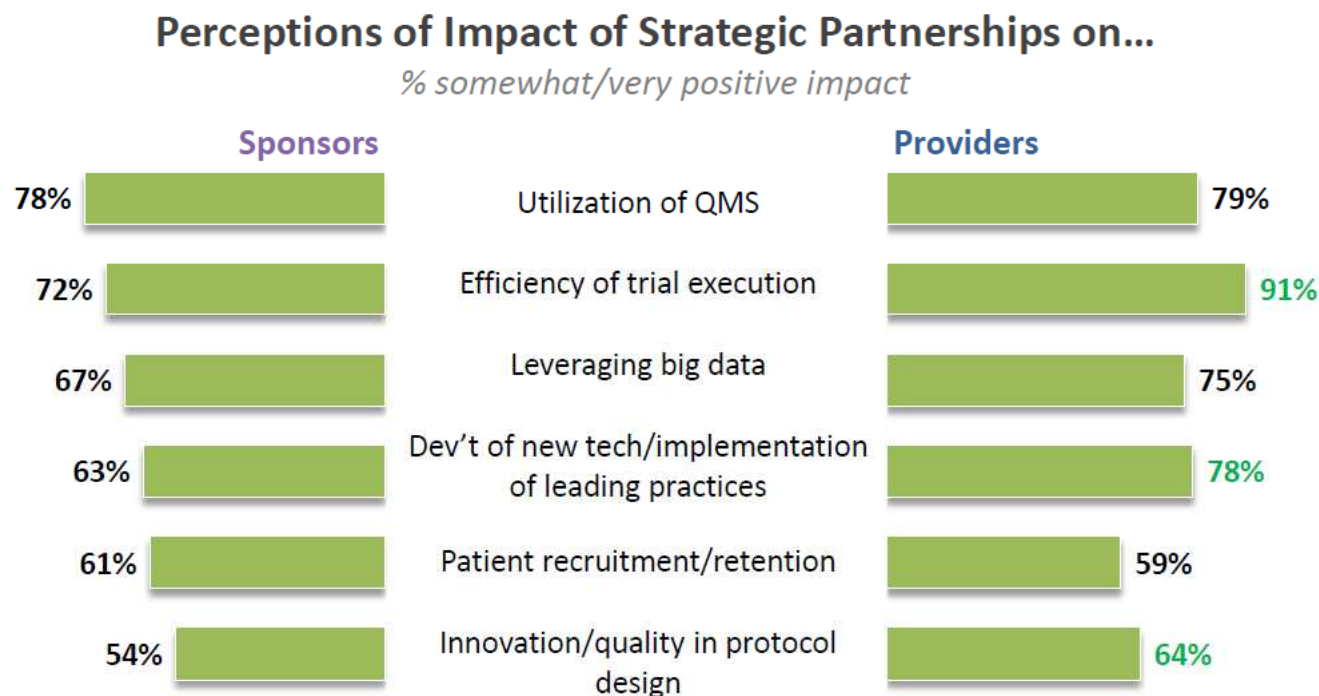 Perceptions of Impact of Strategic Partnerships on…
% somewhat/very positive impact
Sponsors
Providers
78%
Utilization of QMS
79%
72%
Efficiency of trial execution
91%
67%
Leveraging big data
75%
63%
Dev’t of new tech/implementation
of leading practices
78%
61%
Patient recruitment/retention
59%
54%
Innovation/quality in protocol
design
64%